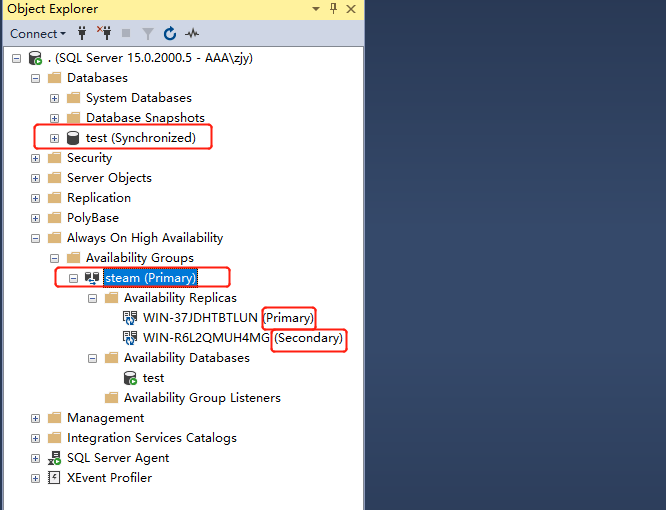 Object Explorer
Connect
. (SQL Server 15.0.2000.5 - AAA\zjy)
Databases
System Databases
Database Snapshots
test (Synchronized)
Security
Server Objects
Replication
PolyBase
Always On High Availability
Availability Groups
steam (Primary)
Availability Replicas
WIN-37JDHTBTLUN (Primary)
WIN-R6L2QMUH4MG (Secondary)
Availability Databases
test
Availability Group Listeners
Management
Integration Services Catalogs
SQL Server Agent
XEvent Profiler